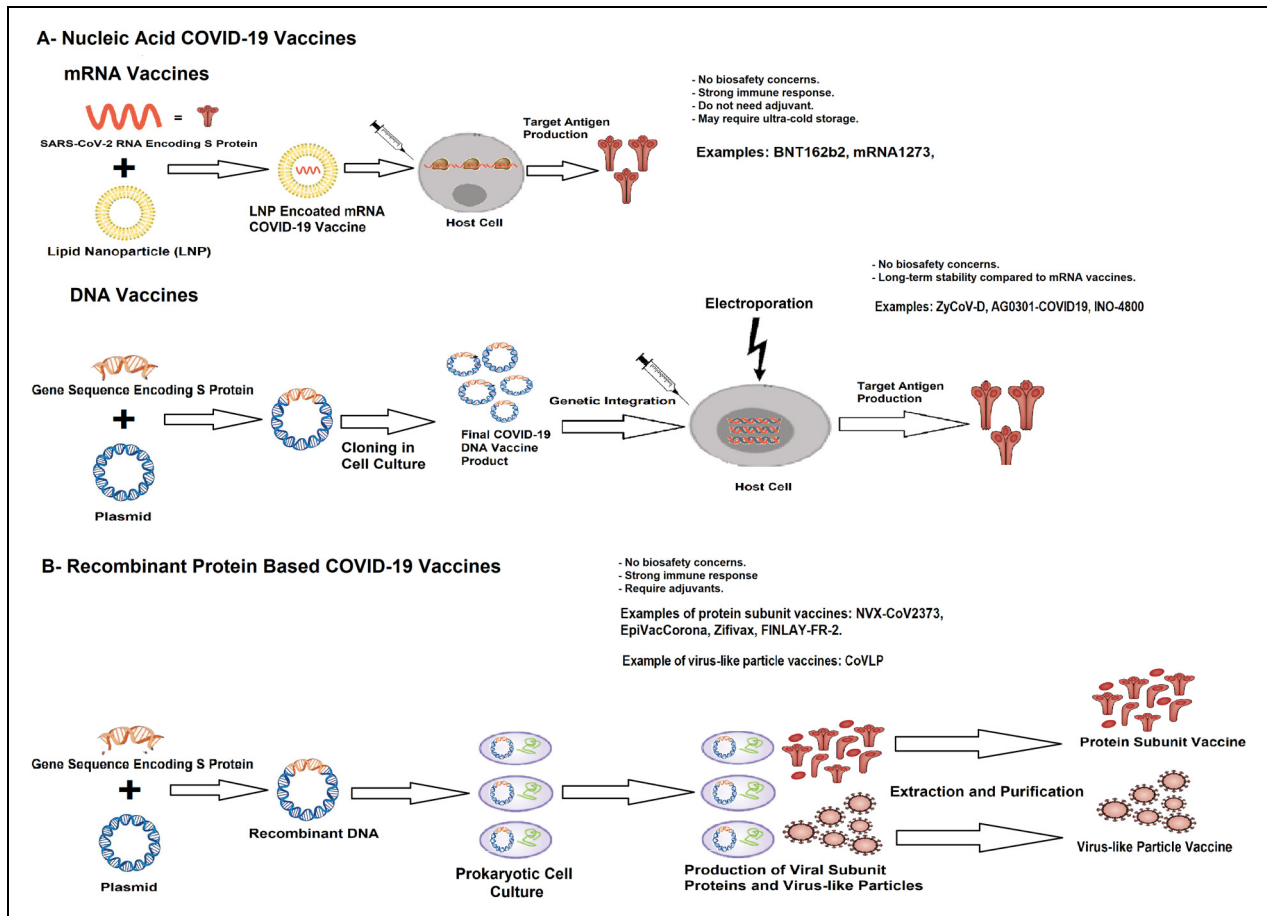 A- Nucleic Acid COVID-19 Vaccines
mRNA Vaccines
=
SARS-CoV-2 RNA Encoding S Protein
+
Lipid Nanoparticle (LNP)
LNP Encoated mRNA
COVID-19 Vaccine
Host Cell
Target Antigen
Production
- No biosafety concerns.
- Strong immune response.
- Do not need adjuvant.
- May require ultra-cold storage.
Examples: BNT162b2, mRNA1273,
DNA Vaccines
Gene Sequence Encoding S Protein
+
Plasmid
Cloning in
Cell Culture
Final COVID-19
DNA Vaccine
Product
Genetic Integration
Electroporation
Host Cell
Target Antigen
Production
- No biosafety concerns.
- Long-term stability compared to mRNA vaccines.
Examples: ZyCoV-D, AG0301-COVID19, INO-4800
B- Recombinant Protein Based COVID-19 Vaccines
- No biosafety concerns.
- Strong immune response
- Require adjuvants.
Examples of protein subunit vaccines: NVX-CoV2373,
EpiVacCorona, Zifivax, FINLAY-FR-2.
Example of virus-like particle vaccines: CoVLP
Gene Sequence Encoding S Protein
+
Plasmid
Recombinant DNA
Prokaryotic Cell
Culture
Production of Viral Subunit
Proteins and Virus-like Particles
Extraction and Purification
Protein Subunit Vaccine
Virus-like Particle Vaccine